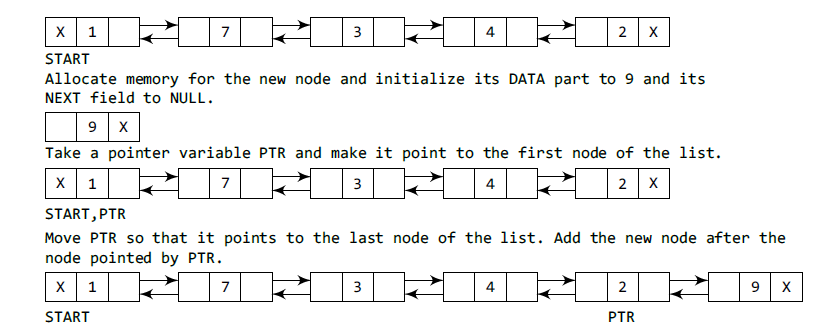 X 1 7 3 4 2 X
START
Allocate memory for the new node and initialize its DATA part to 9 and its
NEXT field to NULL.
9 X
Take a pointer variable PTR and make it point to the first node of the list.
X 1 7 3 4 2 X
START,PTR
Move PTR so that it points to the last node of the list. Add the new node after the
node pointed by PTR.
X 1 7 3 4 2 9 X
START PTR